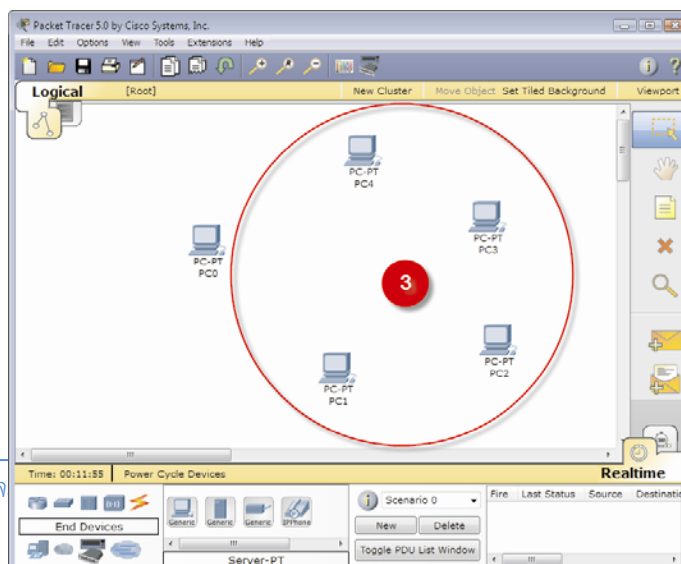 Packet Tracer 5.0 by Cisco Systems, Inc.
File Edit Options View Tools Extensions Help
Logical [Root] New Cluster Move Object Set Tiled Background Viewport
PC-PT
PC4
PC-PT
PC3
PC-PT
PC0
3
PC-PT
PC2
PC-PT
PC1
Time: 00:11:55 Power Cycle Devices Realtime
Scenario 0
Fire Last Status Source Destinatio
End Devices
Generic Generic Generic IPPhone
New Delete
Toggle PDU List Window
Server-PT